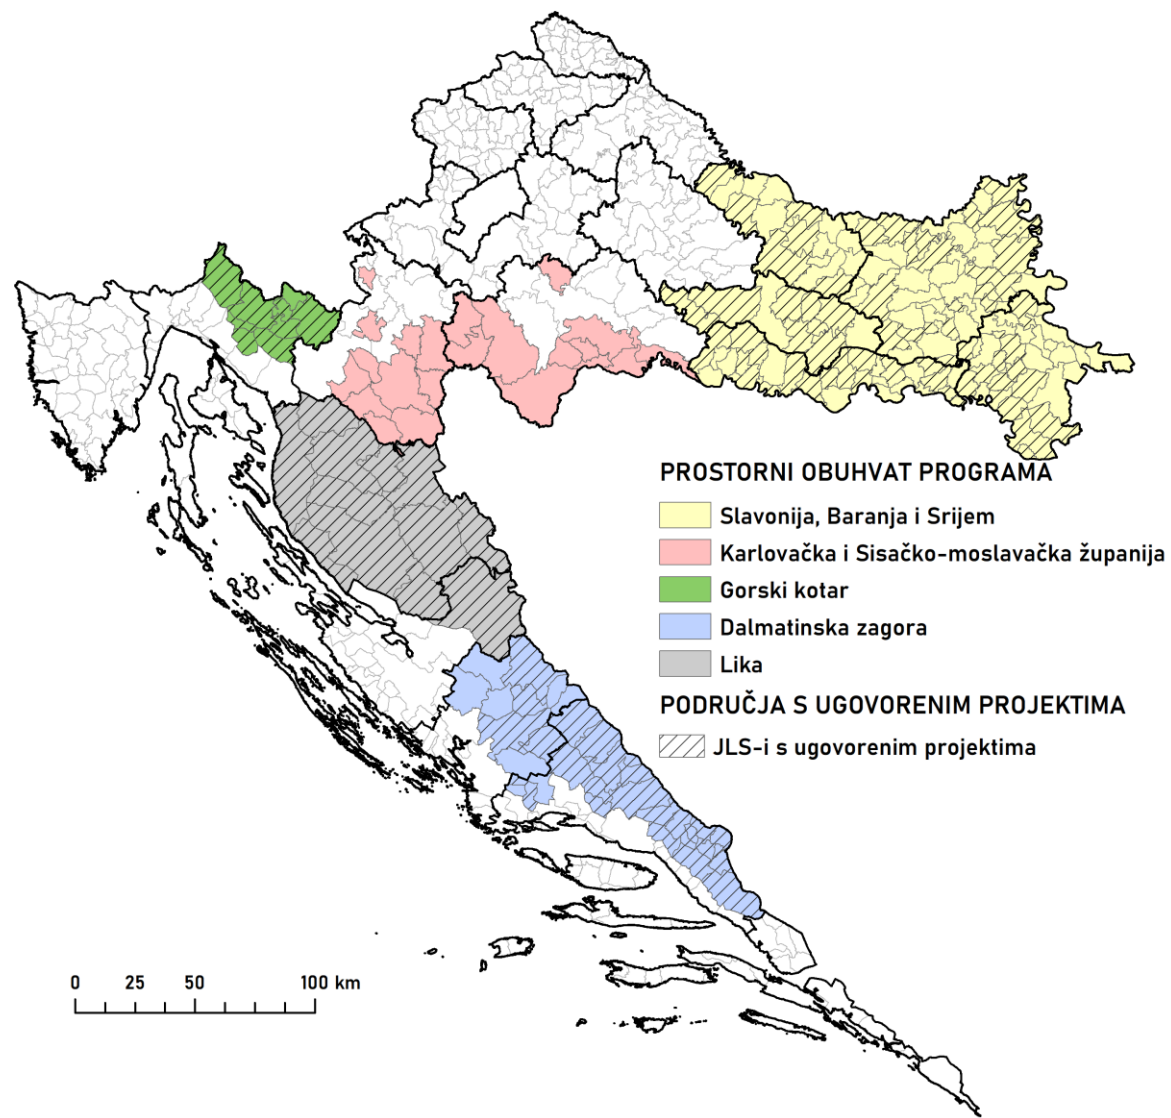 PROSTORNI OBUHVAT PROGRAMA
Slavonija, Baranja i Srijem
Karlovačka i Sisačko-moslavačka županija
Gorski kotar
Dalmatinska zagora
Lika
PODRUČJA S UGOVORENIM PROJEKTIMA
JLS-i s ugovorenim projektima
0 25 50 100 km